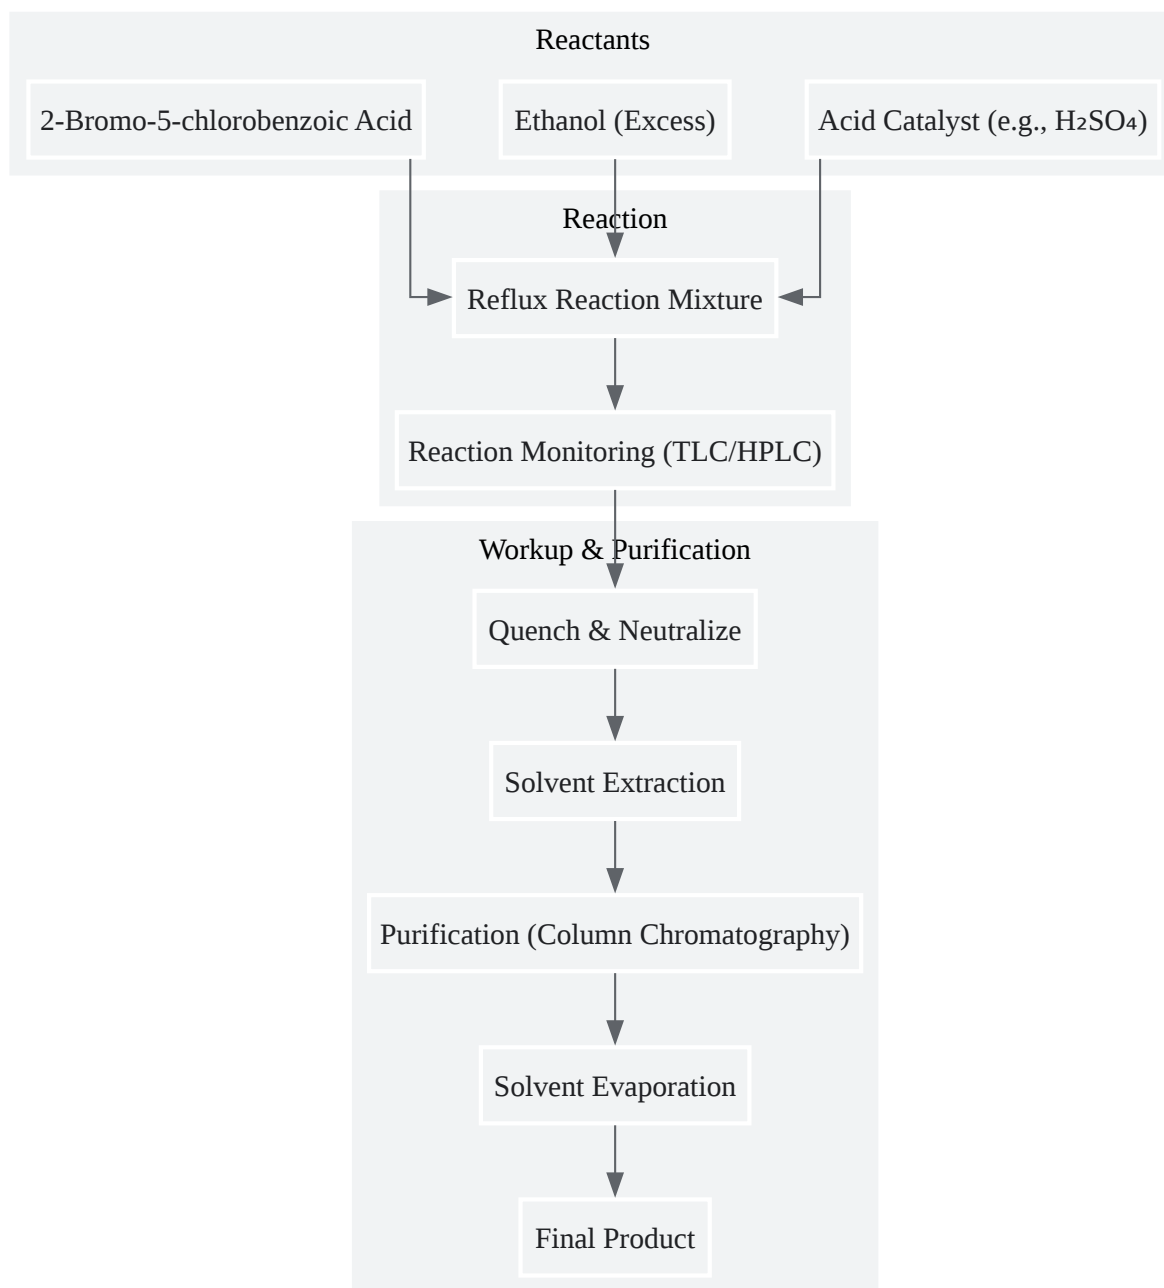 Reactants
2-Bromo-5-chlorobenzoic Acid
Ethanol (Excess)
Acid Catalyst (e.g., H₂SO₄)
Reaction
Reflux Reaction Mixture
Reaction Monitoring (TLC/HPLC)
Workup & Purification
Quench & Neutralize
Solvent Extraction
Purification (Column Chromatography)
Solvent Evaporation
Final Product